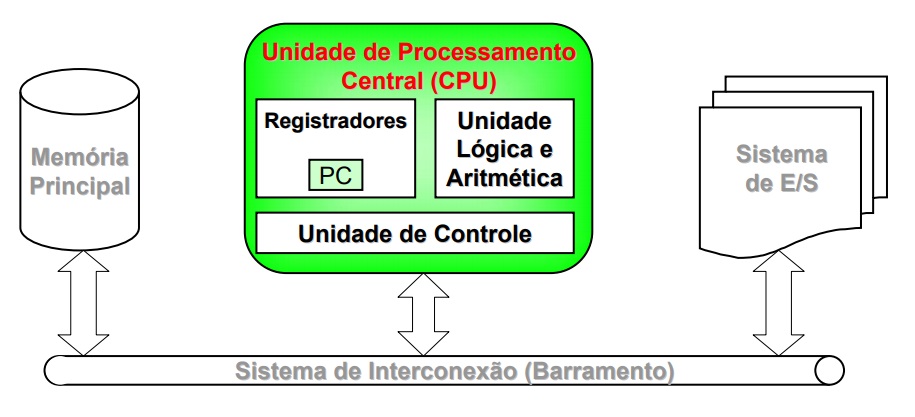 Unidade de Processamento
Central (CPU)
Memória
Principal
Registradores
PC
Unidade
Lógica e
Aritmética
Unidade de Controle
Sistema
de E/S
Sistema de Interconexão (Barramento)